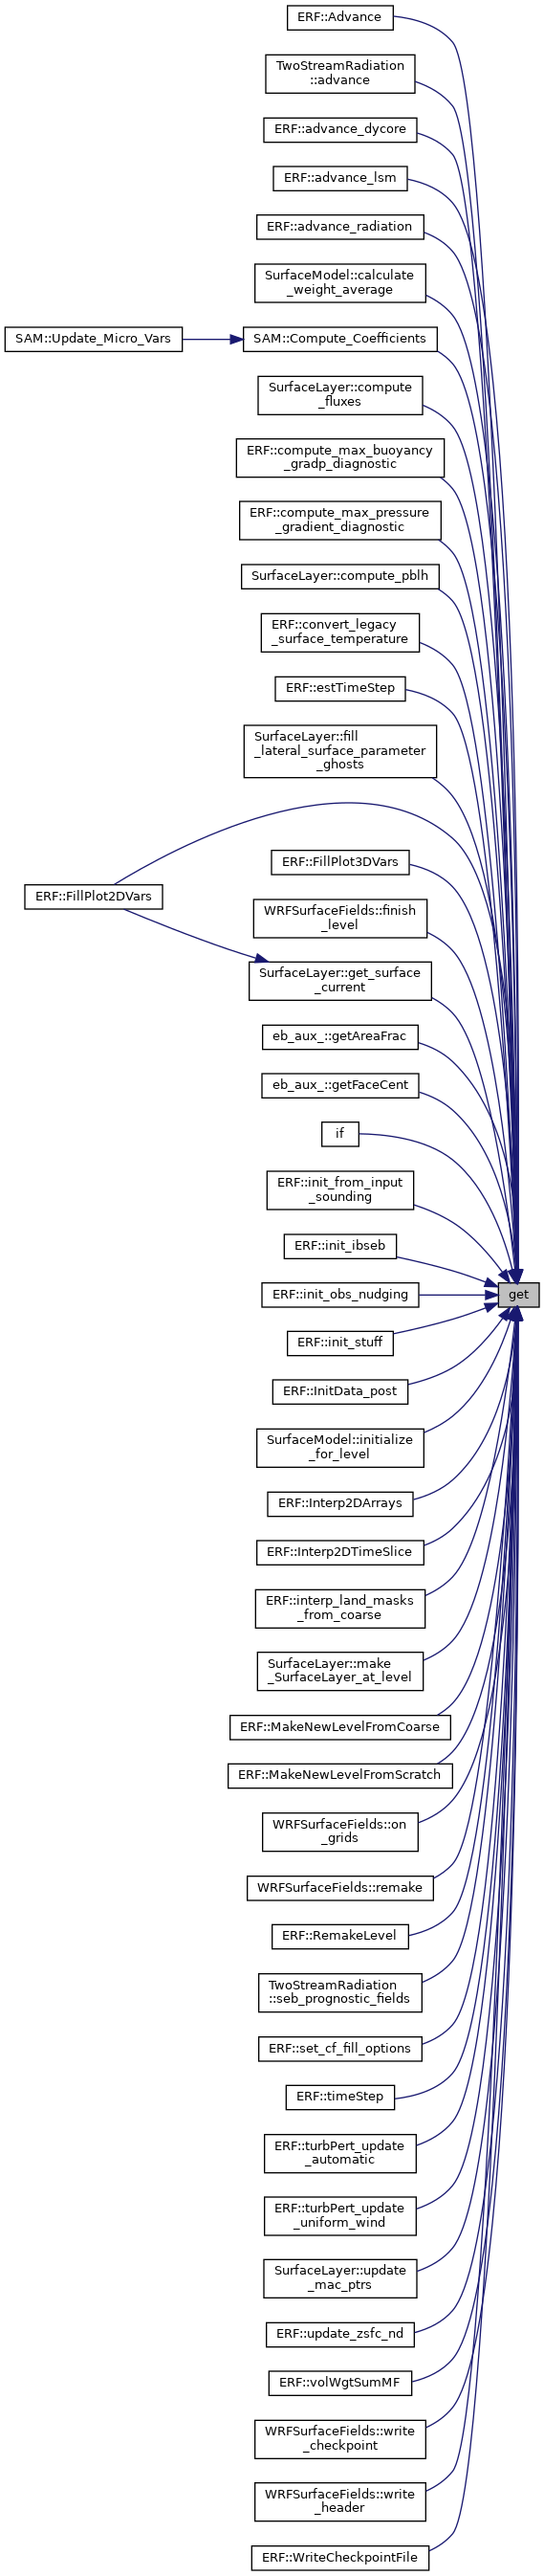 ERF::Advance
TwoStreamRadiation
::advance
ERF::advance_dycore
ERF::advance_lsm
ERF::advance_radiation
SurfaceModel::calculate
_weight_average
SAM::Update_Micro_Vars
SAM::Compute_Coefficients
SurfaceLayer::compute
_fluxes
ERF::compute_max_buoyancy
_gradp_diagnostic
ERF::compute_max_pressure
_gradient_diagnostic
SurfaceLayer::compute_pblh
ERF::convert_legacy
_surface_temperature
ERF::estTimeStep
SurfaceLayer::fill
_lateral_surface_parameter
_ghosts
ERF::FillPlot3DVars
ERF::FillPlot2DVars
WRFSurfaceFields::finish
_level
SurfaceLayer::get_surface
_current
eb_aux_::getAreaFrac
eb_aux_::getFaceCent
if
ERF::init_from_input
_sounding
ERF::init_ibseb
ERF::init_obs_nudging
get
ERF::init_stuff
ERF::InitData_post
SurfaceModel::initialize
_for_level
ERF::Interp2DArrays
ERF::Interp2DTimeSlice
ERF::interp_land_masks
_from_coarse
SurfaceLayer::make
_SurfaceLayer_at_level
ERF::MakeNewLevelFromCoarse
ERF::MakeNewLevelFromScratch
WRFSurfaceFields::on
_grids
WRFSurfaceFields::remake
ERF::RemakeLevel
TwoStreamRadiation
::seb_prognostic_fields
ERF::set_cf_fill_options
ERF::timeStep
ERF::turbPert_update
_automatic
ERF::turbPert_update
_uniform_wind
SurfaceLayer::update
_mac_ptrs
ERF::update_zsfc_nd
ERF::volWgtSumMF
WRFSurfaceFields::write
_checkpoint
WRFSurfaceFields::write
_header
ERF::WriteCheckpointFile